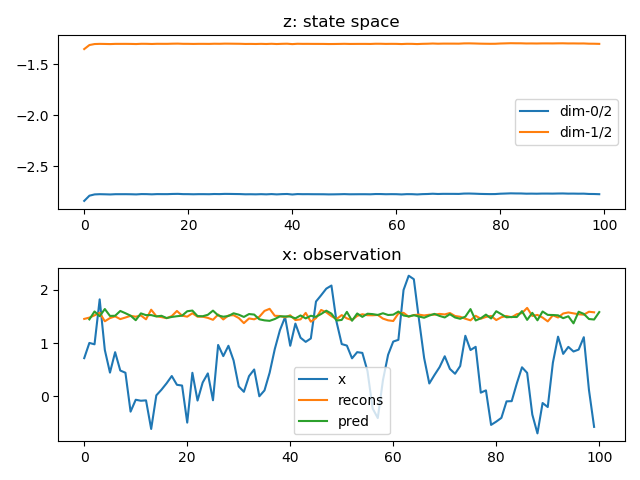 z: state space
−1.5
−2.0
−2.5
dim-0/2
dim-1/2
0 20 40 60 80 100
x: observation
2
1
0
x
recons
pred
0 20 40 60 80 100